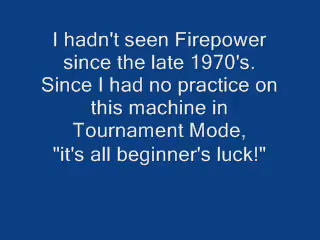 I hadn't seen Firepower
since the late 1970's.
Since I had no practice on
this machine in
Tournament Mode,
"it's all beginner's luck!"